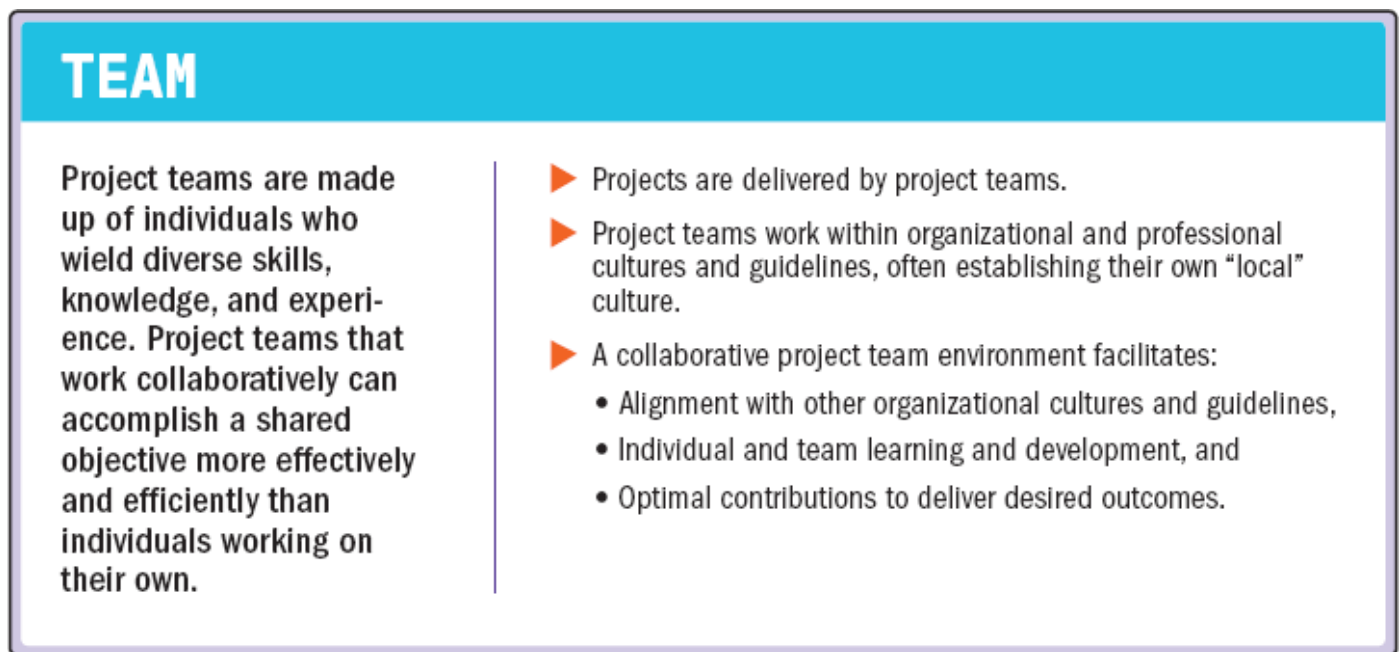 TEAM
Project teams are made
up of individuals who
wield diverse skills,
knowledge, and experi-
ence. Project teams that
work collaboratively can
accomplish a shared
objective more effectively
and efficiently than
individuals working on
their own.
▶ Projects are delivered by project teams.
▶ Project teams work within organizational and professional
cultures and guidelines, often establishing their own “local”
culture.
▶ A collaborative project team environment facilitates:
• Alignment with other organizational cultures and guidelines,
• Individual and team learning and development, and
• Optimal contributions to deliver desired outcomes.